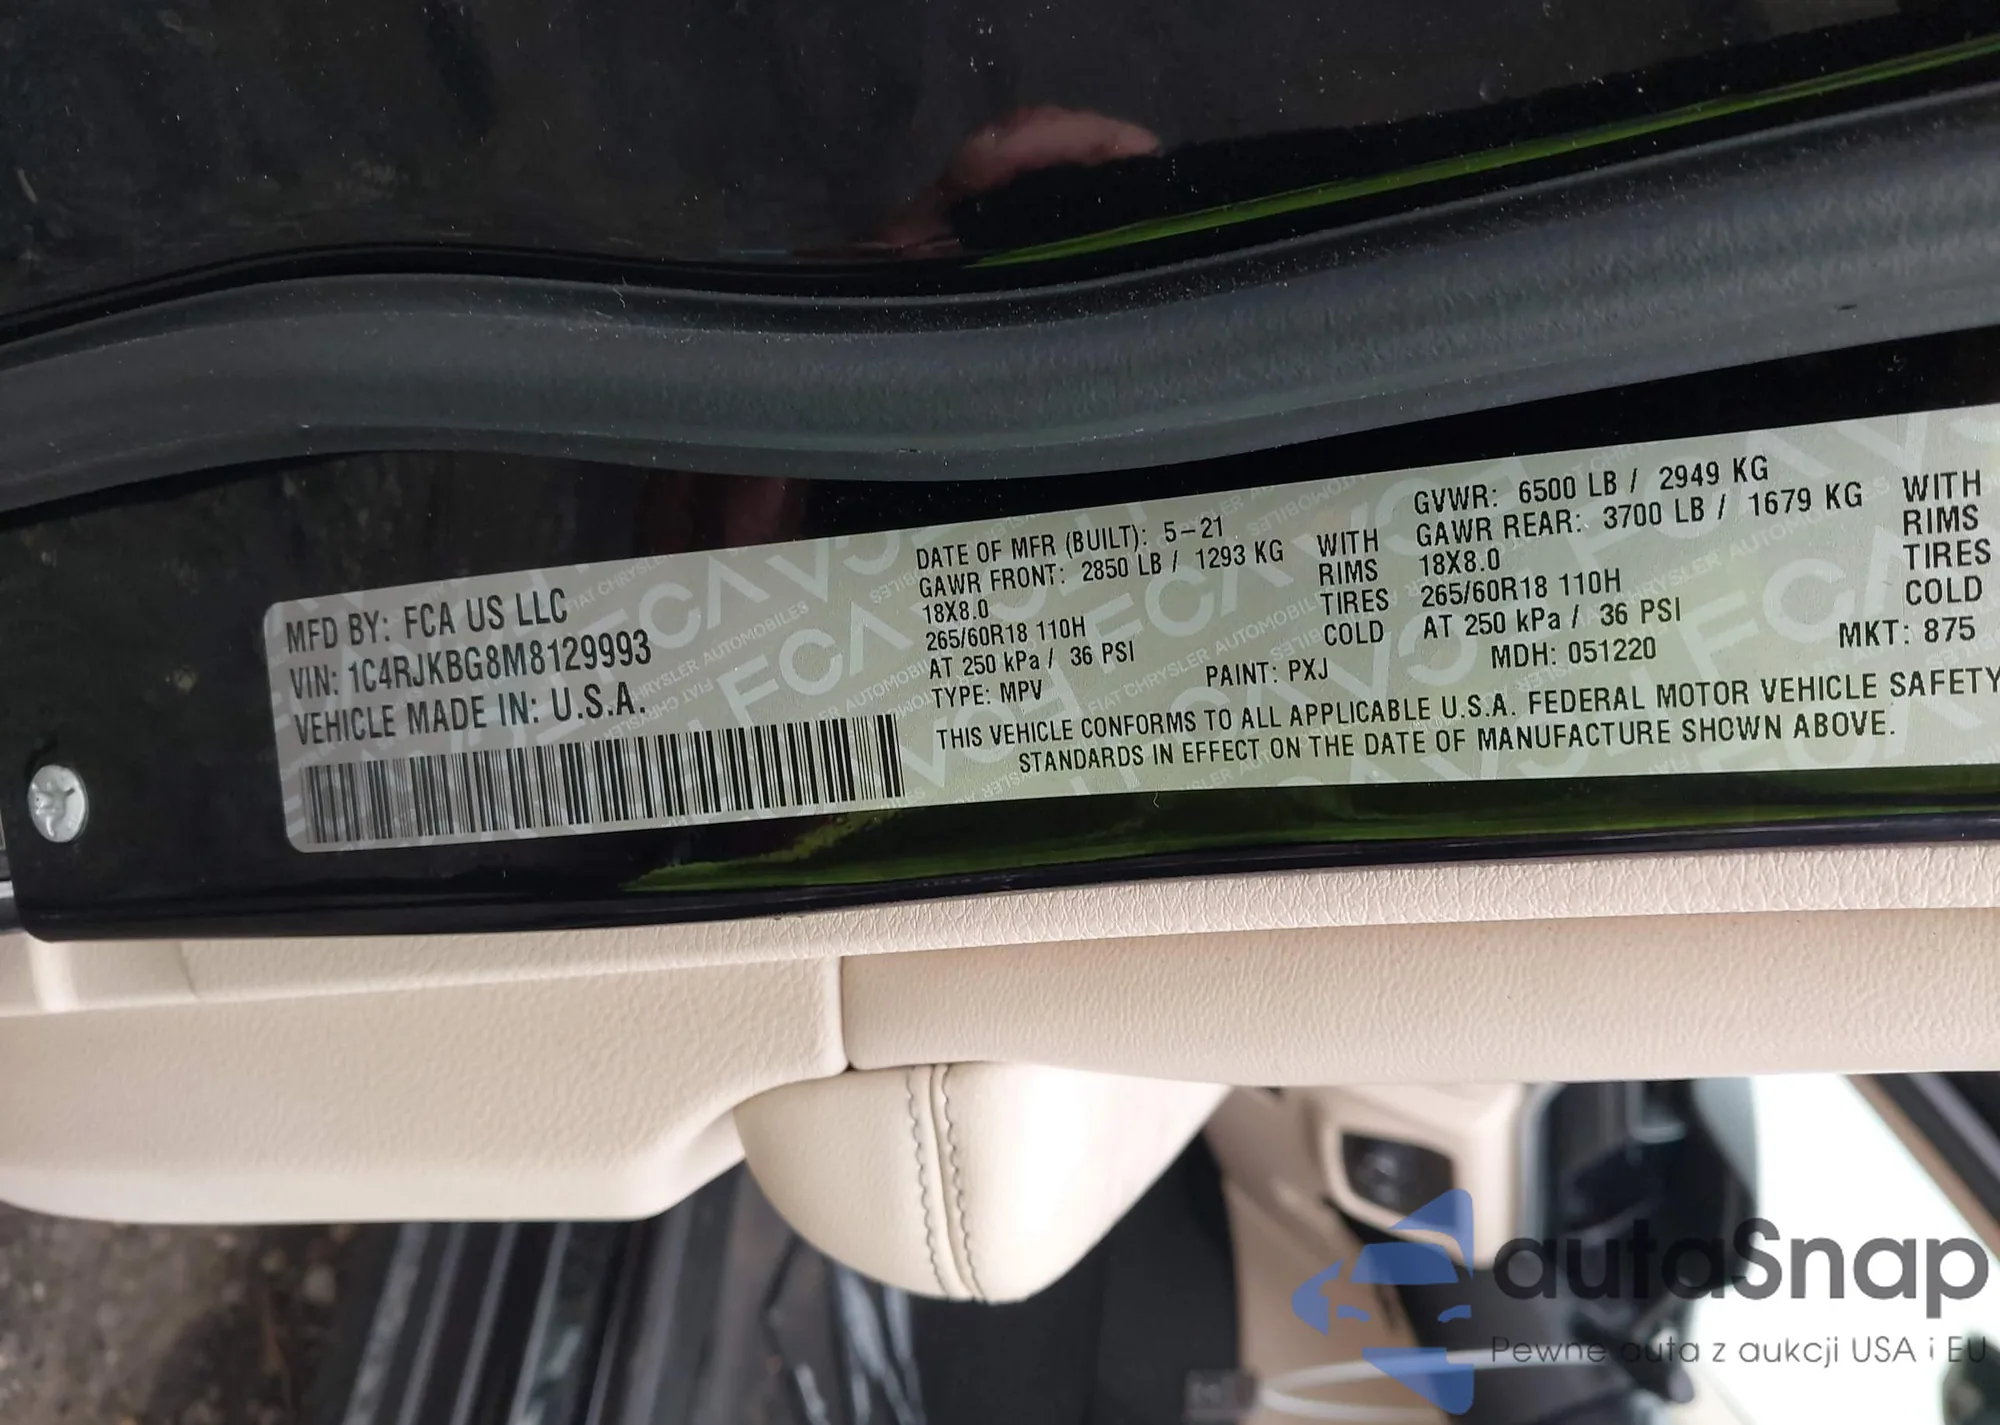 MFD BY: FCA US LLC
VIN: 1C4RJKBG8M8129993
VEHICLE MADE IN: U.S.A.
DATE OF MFR (BUILT): 5-21
GAWR FRONT: 2850 LB / 1293 KG WITH
18X8.0 RIMS
265/60R18 110H TIRES
AT 250 kPa / 36 PSI COLD
TYPE: MPV PAINT: PXJ
GVWR: 6500 LB / 2949 KG
GAWR REAR: 3700 LB / 1679 KG WITH
18X8.0 RIMS
265/60R18 110H TIRES
AT 250 kPa / 36 PSI COLD
MDH: 051220 MKT: 875
THIS VEHICLE CONFORMS TO ALL APPLICABLE U.S.A. FEDERAL MOTOR VEHICLE SAFETY
STANDARDS IN EFFECT ON THE DATE OF MANUFACTURE SHOWN ABOVE.
autaSnap
Pewne auta z aukcji USA i EU